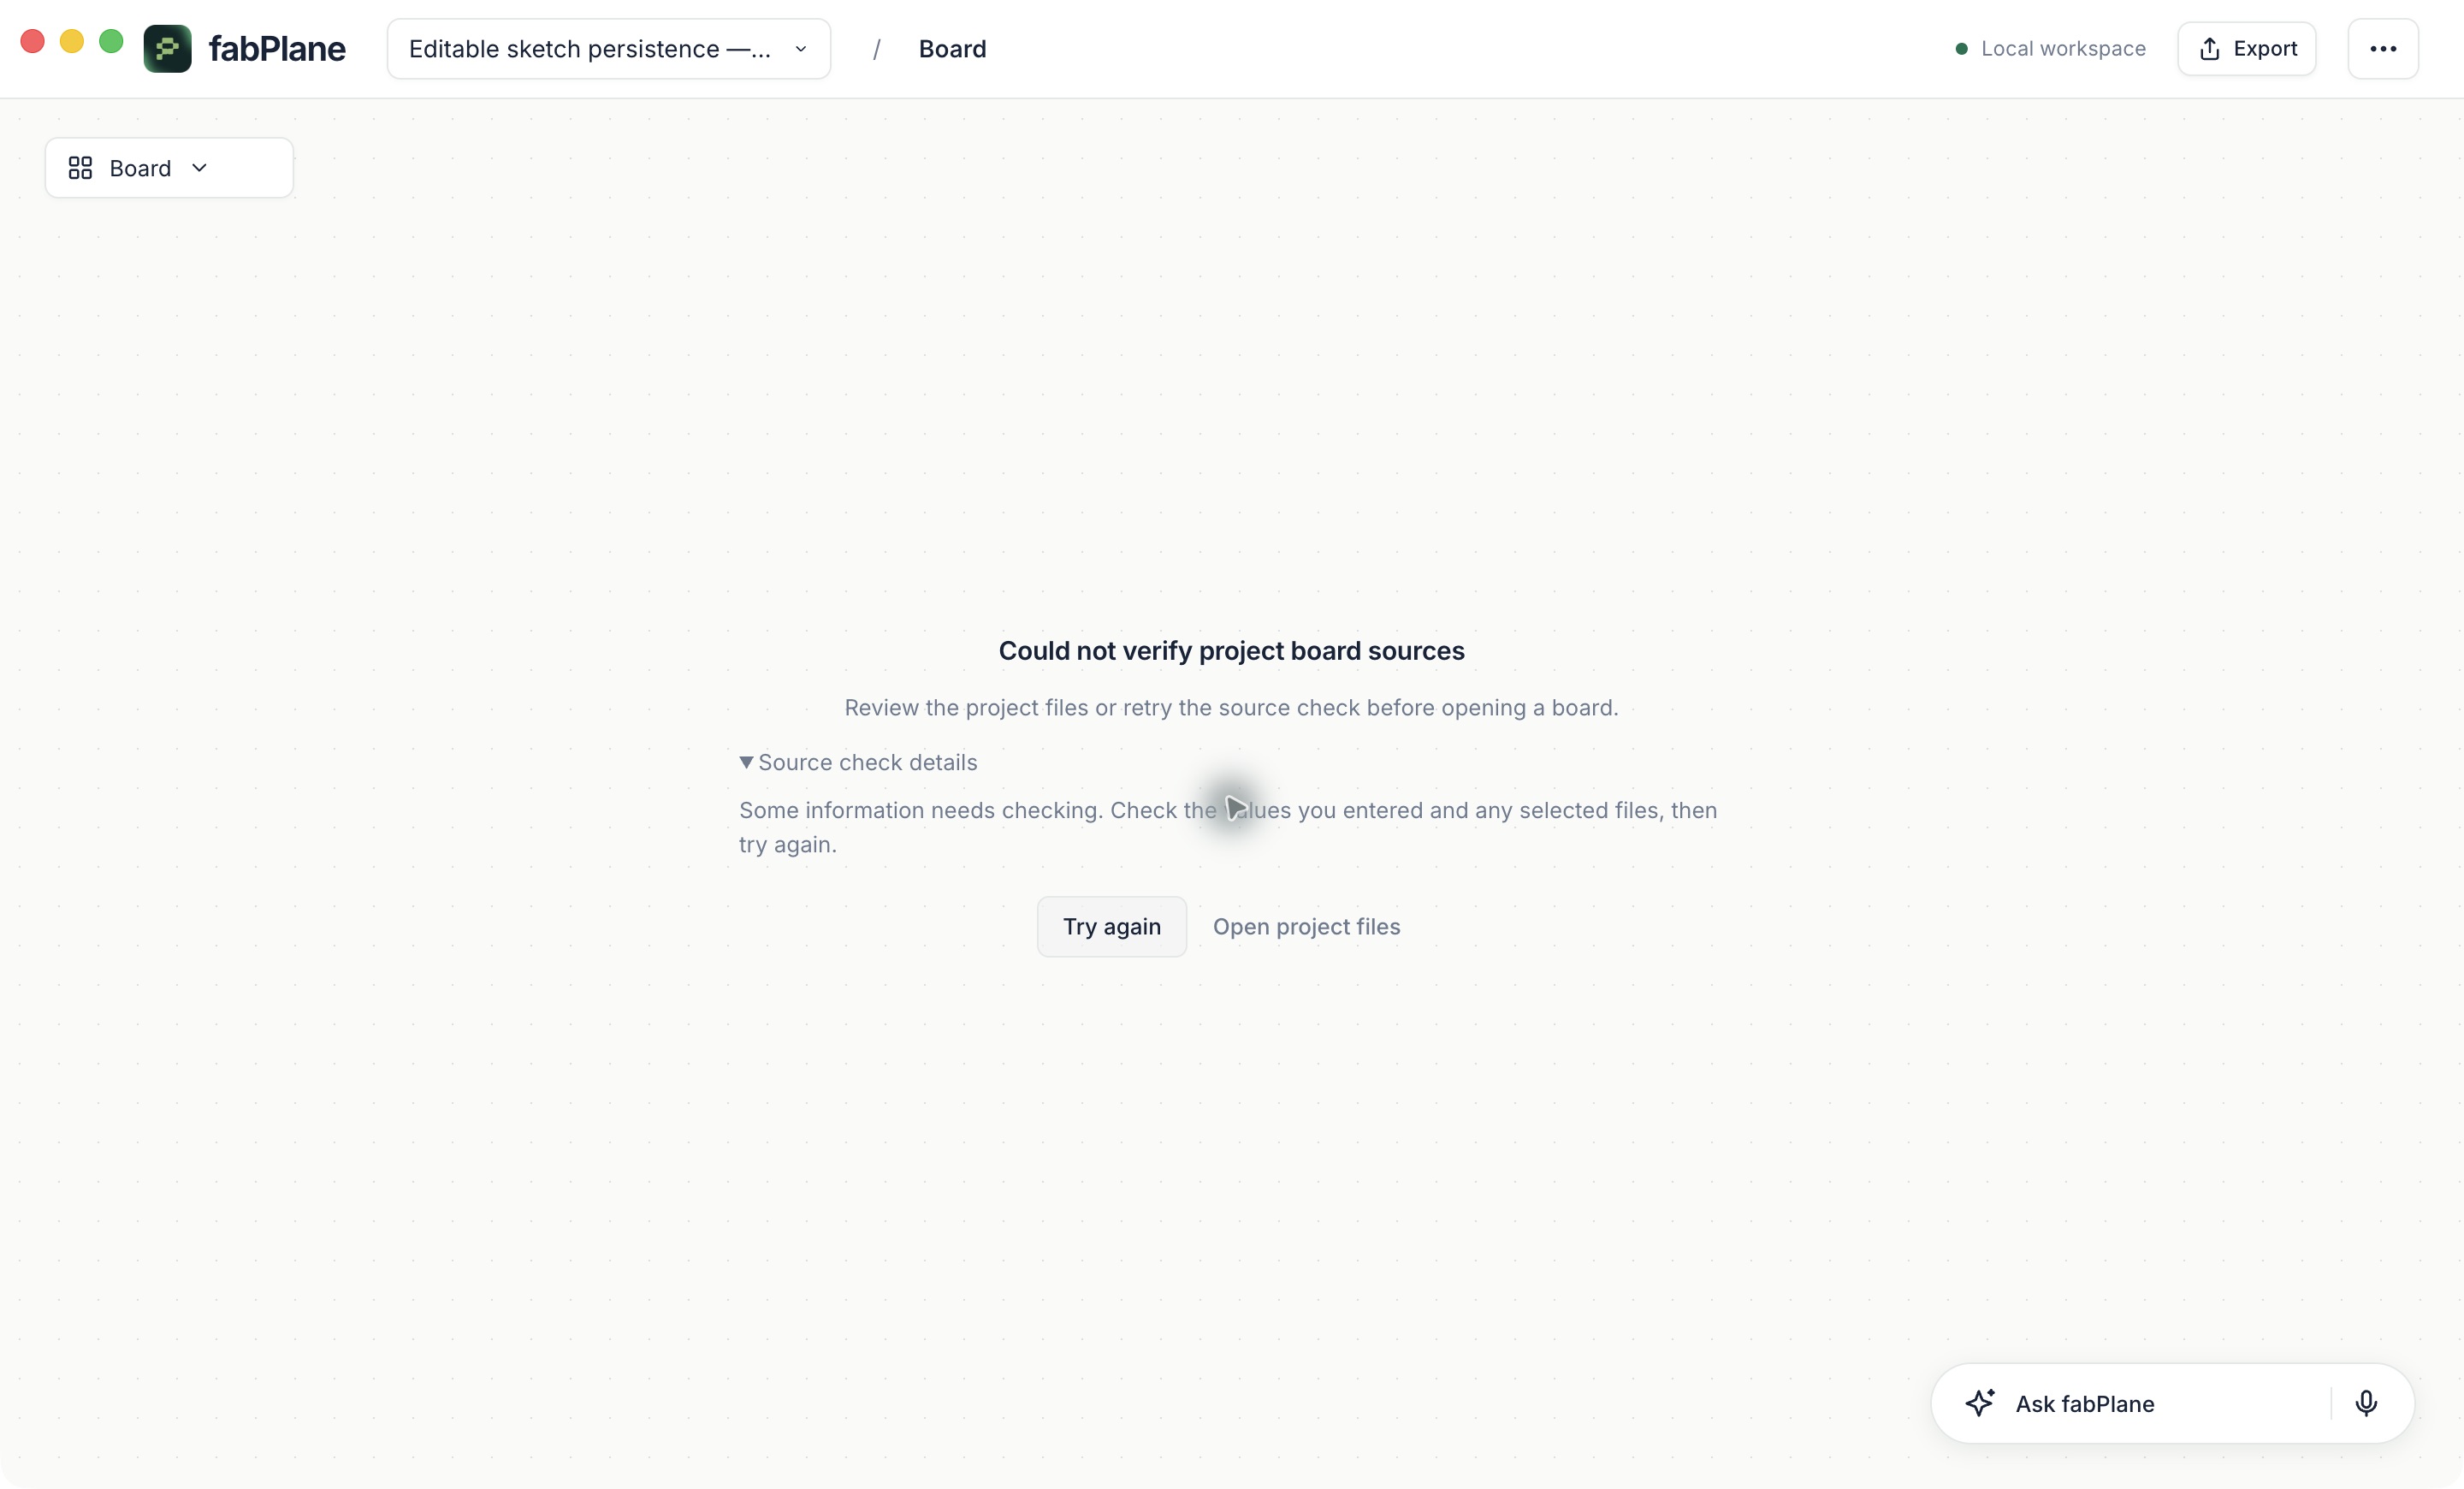 fabPlane
Editable sketch persistence —...
/
Board
Local workspace
Export
Board
Could not verify project board sources
Review the project files or retry the source check before opening a board.
Source check details
Some information needs checking. Check the values you entered and any selected files, then
try again.
Try again
Open project files
Ask fabPlane